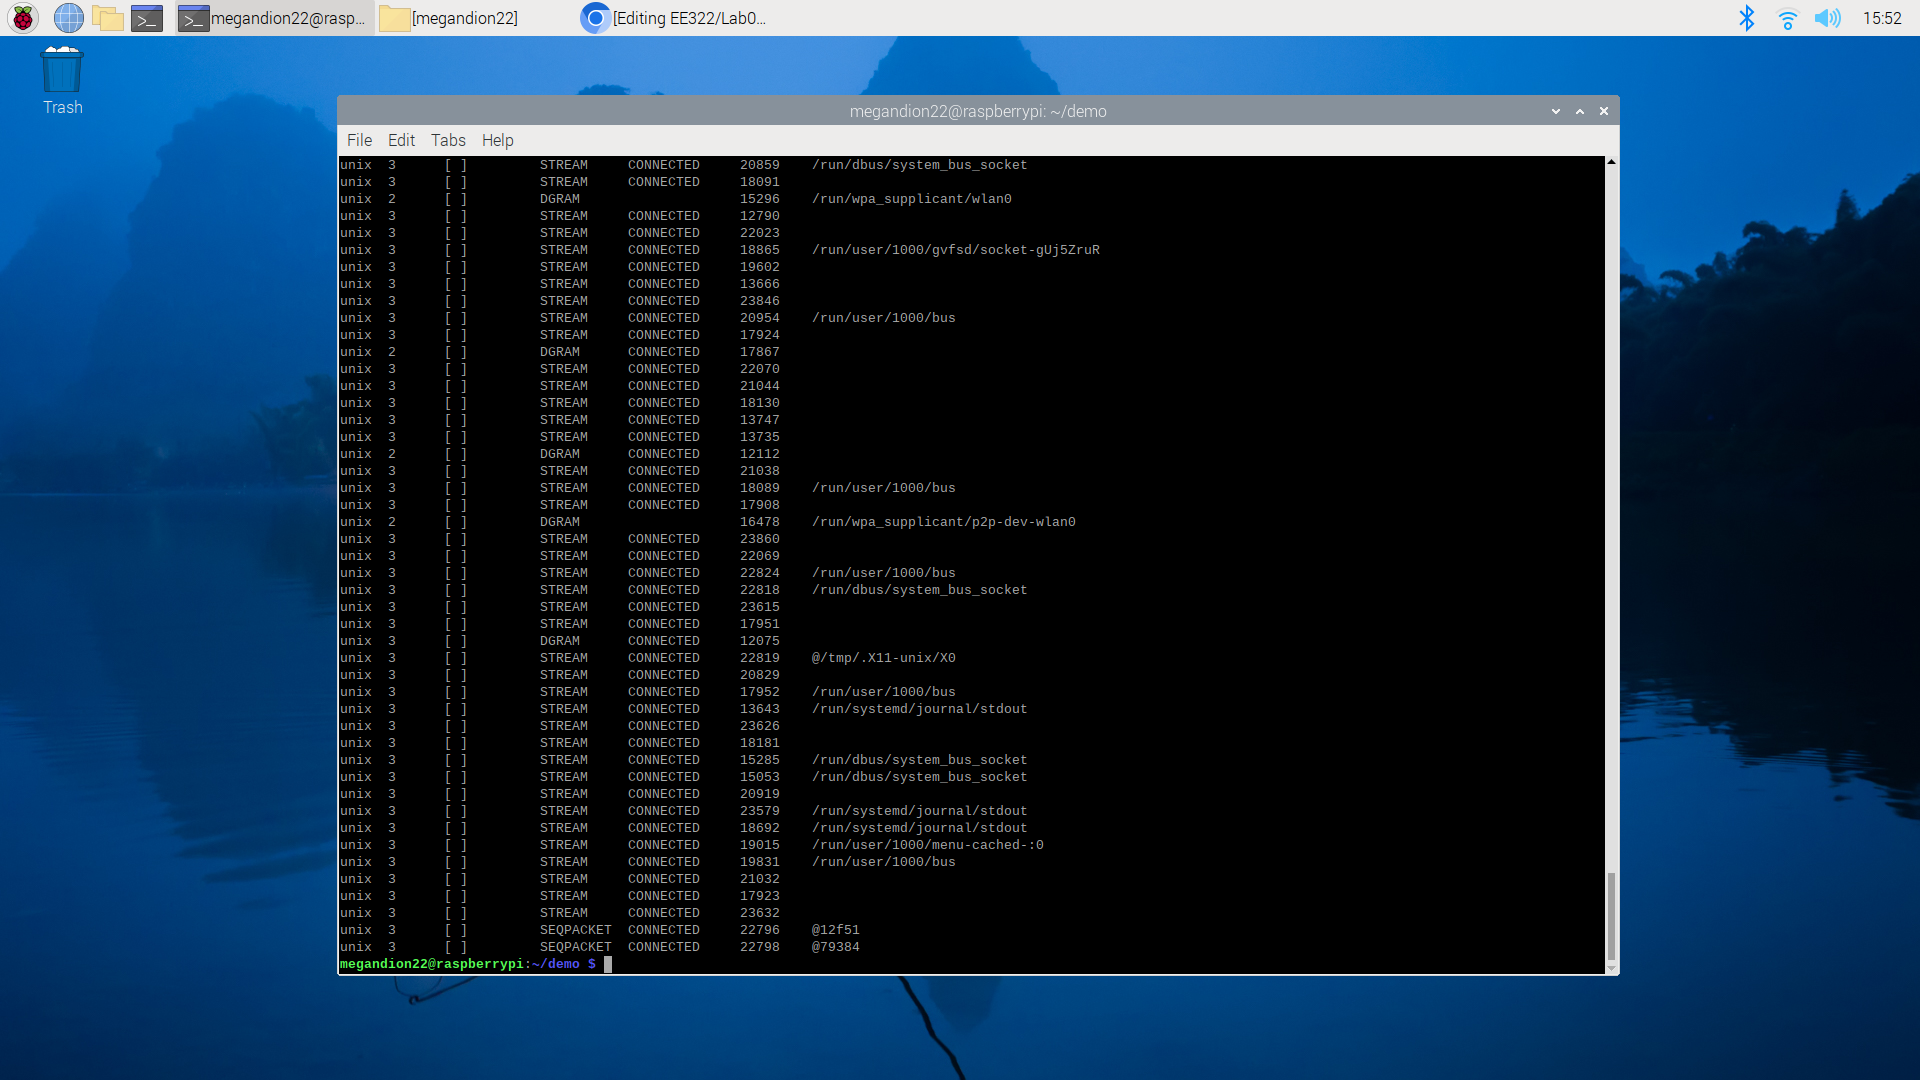 megandion22@rasp... [megandion22] [Editing EE322/Lab0... 15:52
Trash
megandion22@raspberrypi: ~/demo
File Edit Tabs Help
unix 3 [ ] STREAM CONNECTED 20859 /run/dbus/system_bus_socket
unix 3 [ ] STREAM CONNECTED 18091
unix 2 [ ] DGRAM 15296 /run/wpa_supplicant/wlan0
unix 3 [ ] STREAM CONNECTED 12790
unix 3 [ ] STREAM CONNECTED 22023
unix 3 [ ] STREAM CONNECTED 18865 /run/user/1000/gvfsd/socket-gUj5ZruR
unix 3 [ ] STREAM CONNECTED 19602
unix 3 [ ] STREAM CONNECTED 13666
unix 3 [ ] STREAM CONNECTED 23846
unix 3 [ ] STREAM CONNECTED 20954 /run/user/1000/bus
unix 3 [ ] STREAM CONNECTED 17924
unix 2 [ ] DGRAM CONNECTED 17867
unix 3 [ ] STREAM CONNECTED 22070
unix 3 [ ] STREAM CONNECTED 21044
unix 3 [ ] STREAM CONNECTED 18130
unix 3 [ ] STREAM CONNECTED 13747
unix 3 [ ] STREAM CONNECTED 13735
unix 2 [ ] DGRAM CONNECTED 12112
unix 3 [ ] STREAM CONNECTED 21038
unix 3 [ ] STREAM CONNECTED 18089 /run/user/1000/bus
unix 3 [ ] STREAM CONNECTED 17908
unix 2 [ ] DGRAM 16478 /run/wpa_supplicant/p2p-dev-wlan0
unix 3 [ ] STREAM CONNECTED 23860
unix 3 [ ] STREAM CONNECTED 22069
unix 3 [ ] STREAM CONNECTED 22824 /run/user/1000/bus
unix 3 [ ] STREAM CONNECTED 22818 /run/dbus/system_bus_socket
unix 3 [ ] STREAM CONNECTED 23615
unix 3 [ ] STREAM CONNECTED 17951
unix 3 [ ] DGRAM CONNECTED 12075
unix 3 [ ] STREAM CONNECTED 22819 @/tmp/.X11-unix/X0
unix 3 [ ] STREAM CONNECTED 20829
unix 3 [ ] STREAM CONNECTED 17952 /run/user/1000/bus
unix 3 [ ] STREAM CONNECTED 13643 /run/systemd/journal/stdout
unix 3 [ ] STREAM CONNECTED 23626
unix 3 [ ] STREAM CONNECTED 18181
unix 3 [ ] STREAM CONNECTED 15285 /run/dbus/system_bus_socket
unix 3 [ ] STREAM CONNECTED 15053 /run/dbus/system_bus_socket
unix 3 [ ] STREAM CONNECTED 20919
unix 3 [ ] STREAM CONNECTED 23579 /run/systemd/journal/stdout
unix 3 [ ] STREAM CONNECTED 18692 /run/systemd/journal/stdout
unix 3 [ ] STREAM CONNECTED 19015 /run/user/1000/menu-cached-:0
unix 3 [ ] STREAM CONNECTED 19831 /run/user/1000/bus
unix 3 [ ] STREAM CONNECTED 21032
unix 3 [ ] STREAM CONNECTED 17923
unix 3 [ ] STREAM CONNECTED 23632
unix 3 [ ] SEQPACKET CONNECTED 22796 @12f51
unix 3 [ ] SEQPACKET CONNECTED 22798 @79384
megandion22@raspberrypi:~/demo $